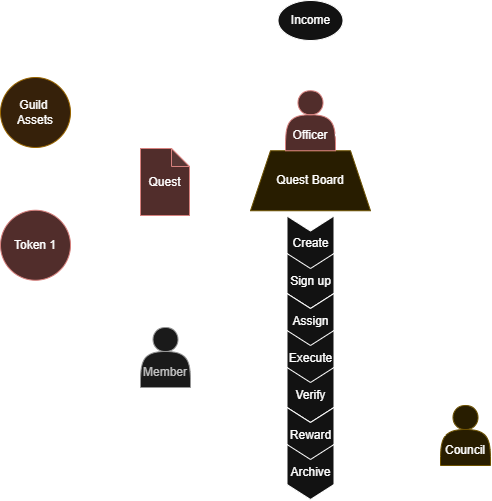 Income
Guild
Assets
Officer
Quest
Quest Board
Token 1
Create
Sign up
Assign
Execute
Member
Verify
Reward
Council
Archive